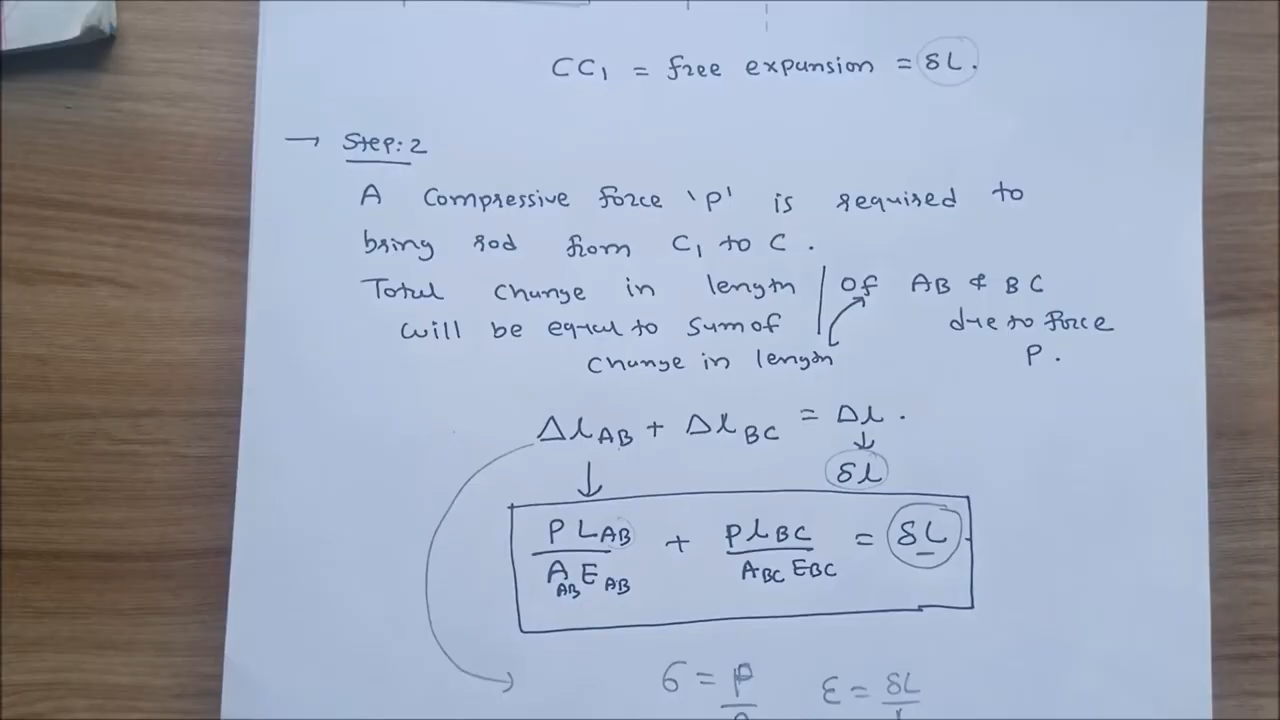 CC₁ = free expansion = δL.
→ Step:2
A compressive force 'P' is required to
bring rod from C₁ to C.
Total change in length of AB & BC
will be equal to sum of due to force
change in length P.
Δl_AB + Δl_BC = Δl.
↓ ↓
δl
P L_AB / A_AB E_AB + P l_BC / A_BC E_BC = δL
σ = P ε = δL